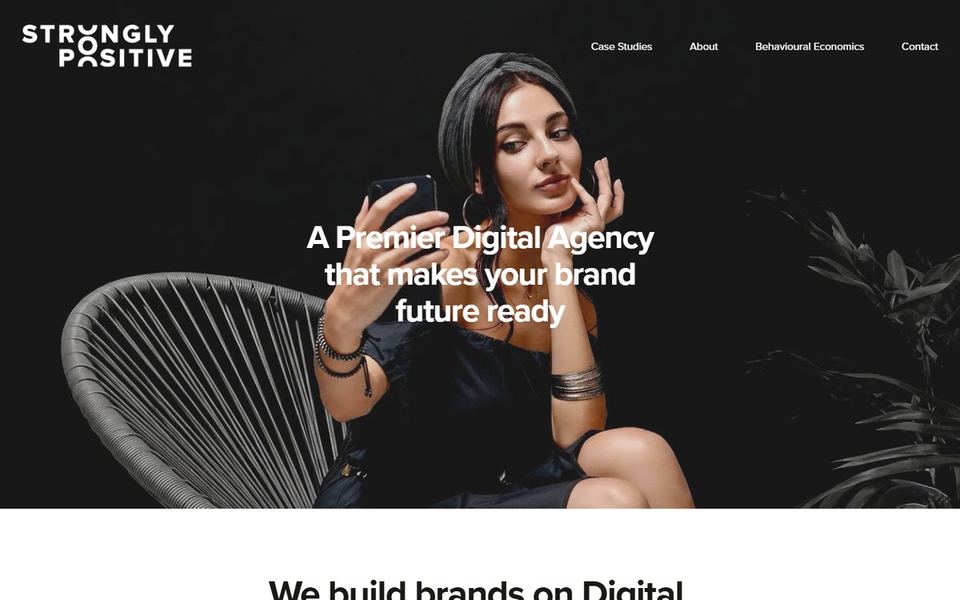 STRONGLY
POSITIVE
Case Studies
About
Behavioural Economics
Contact
A Premier Digital Agency
that makes your brand
future ready
We build brands on Digital